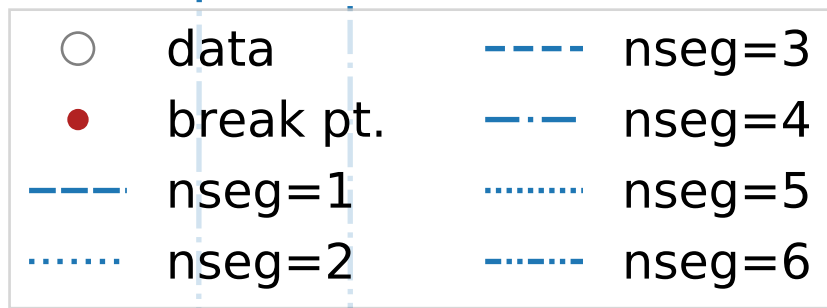 data
break pt.
nseg=1
nseg=2
nseg=3
nseg=4
nseg=5
nseg=6